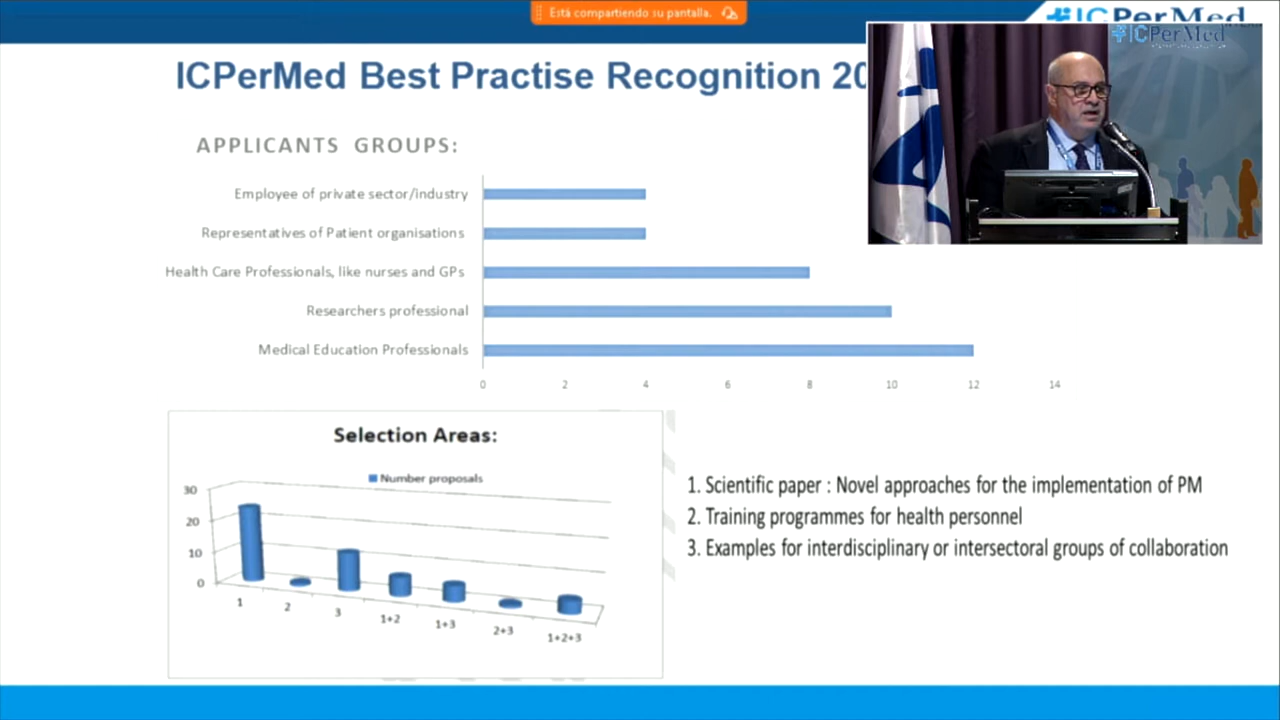 Está compartiendo su pantalla.
ICPerMed
ICPerMed Best Practise Recognition 20
ICPerMed
APPLICANTS GROUPS:
Employee of private sector/industry
Representatives of Patient organisations
Health Care Professionals, like nurses and GPs
Researchers professional
Medical Education Professionals
0 2 4 6 8 10 12 14
Selection Areas:
Number proposals
30
20
10
0
1 2 3 1+2 1+3 2+3 1+2+3
1. Scientific paper : Novel approaches for the implementation of PM
2. Training programmes for health personnel
3. Examples for interdisciplinary or intersectoral groups of collaboration